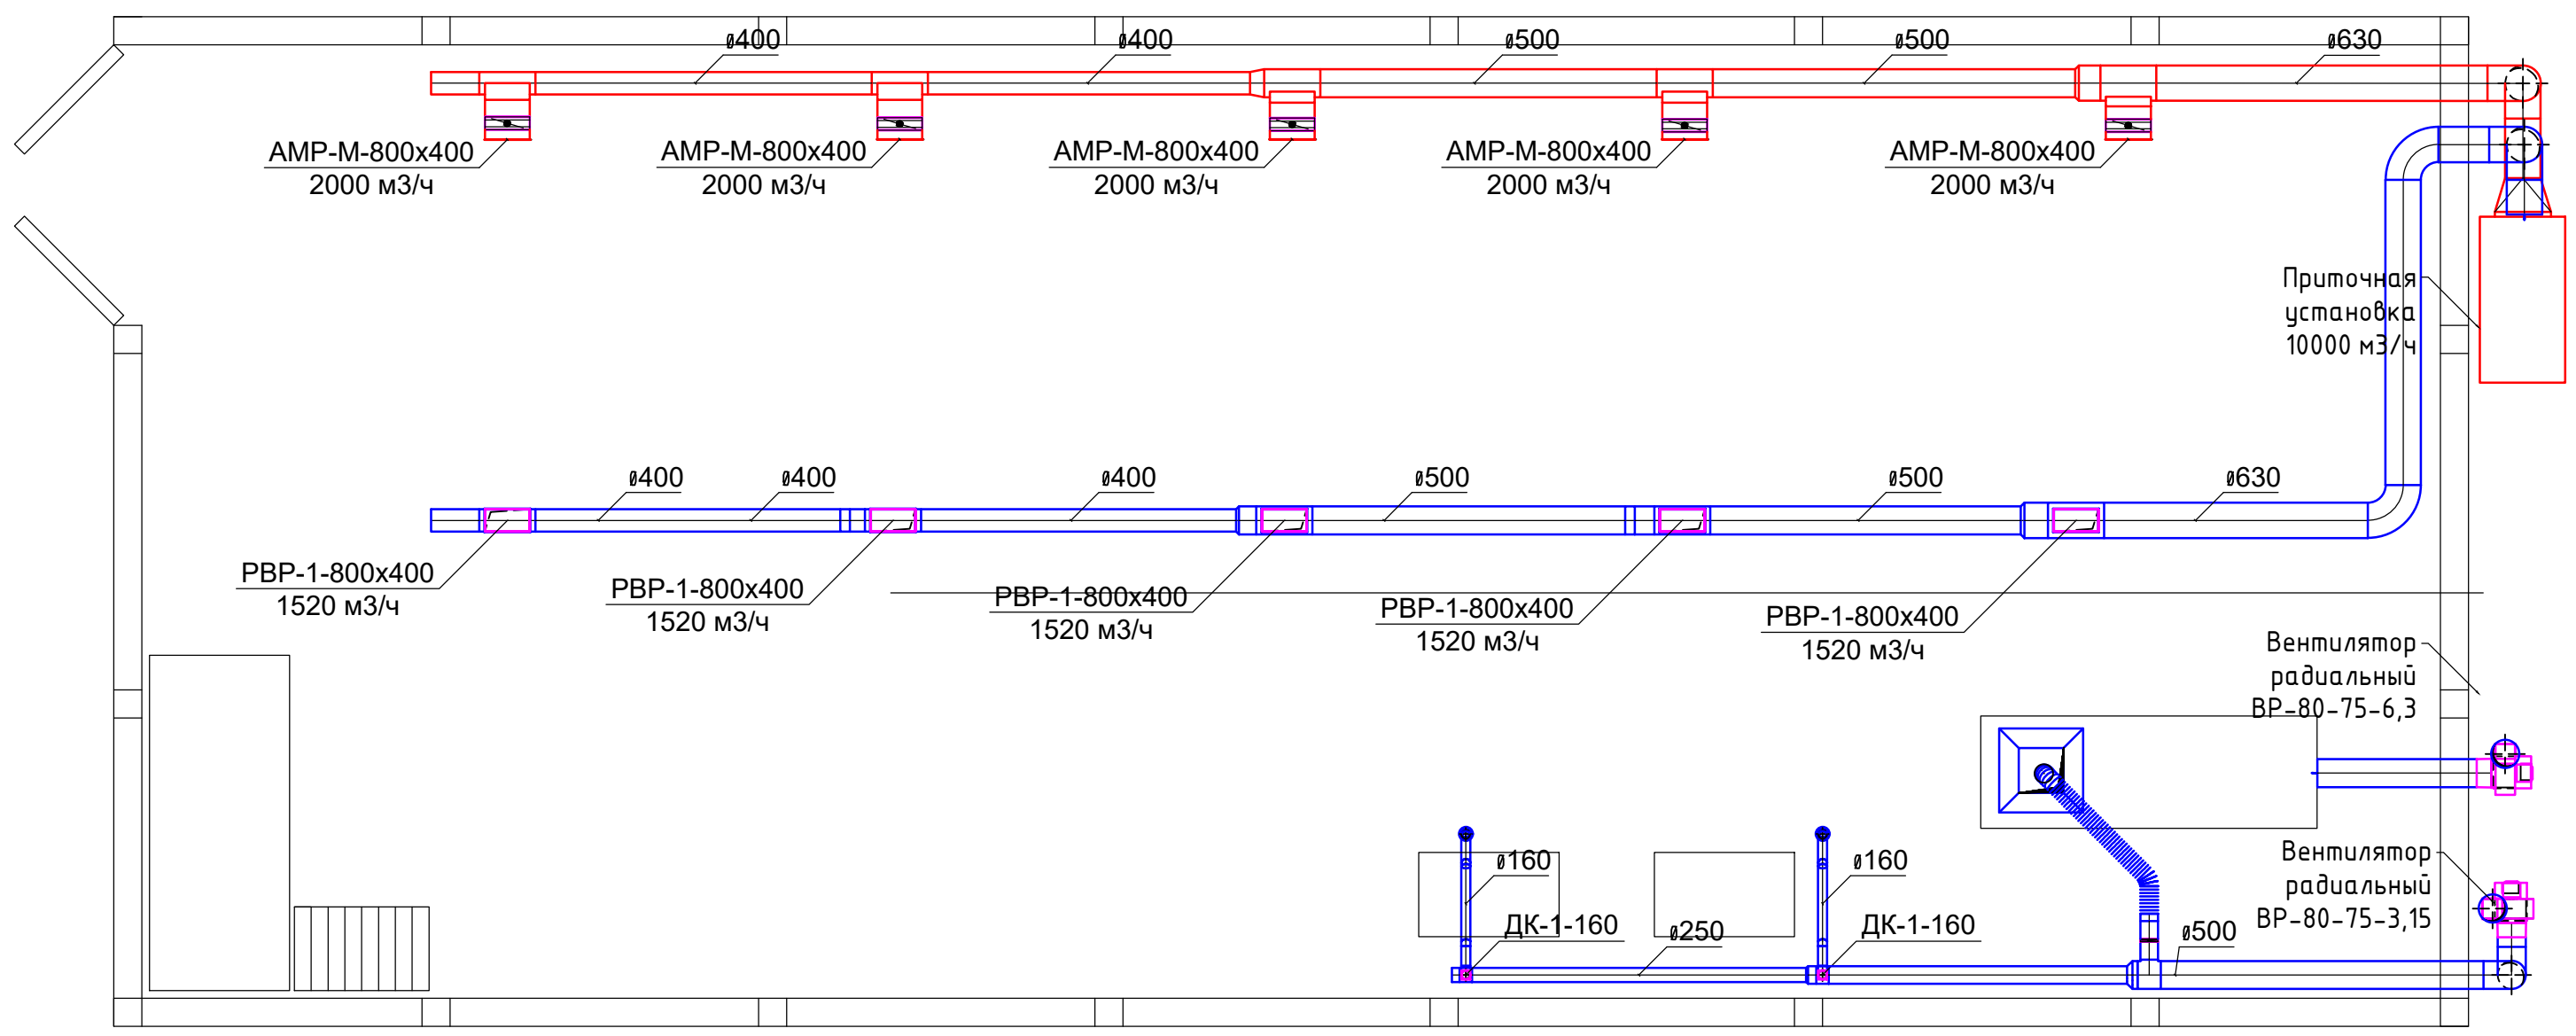 ø400
ø400
ø500
ø500
ø630
АМР-М-800х400
2000 м3/ч
АМР-М-800х400
2000 м3/ч
АМР-М-800х400
2000 м3/ч
АМР-М-800х400
2000 м3/ч
АМР-М-800х400
2000 м3/ч
Приточная
установка
10000 м3/ч
ø400
ø400
ø400
ø500
ø500
ø630
РВР-1-800х400
1520 м3/ч
РВР-1-800х400
1520 м3/ч
РВР-1-800х400
1520 м3/ч
РВР-1-800х400
1520 м3/ч
РВР-1-800х400
1520 м3/ч
Вентилятор
радиальный
ВР-80-75-6,3
Вентилятор
радиальный
ВР-80-75-3,15
ø160
ø160
ДК-1-160
ø250
ДК-1-160
ø500